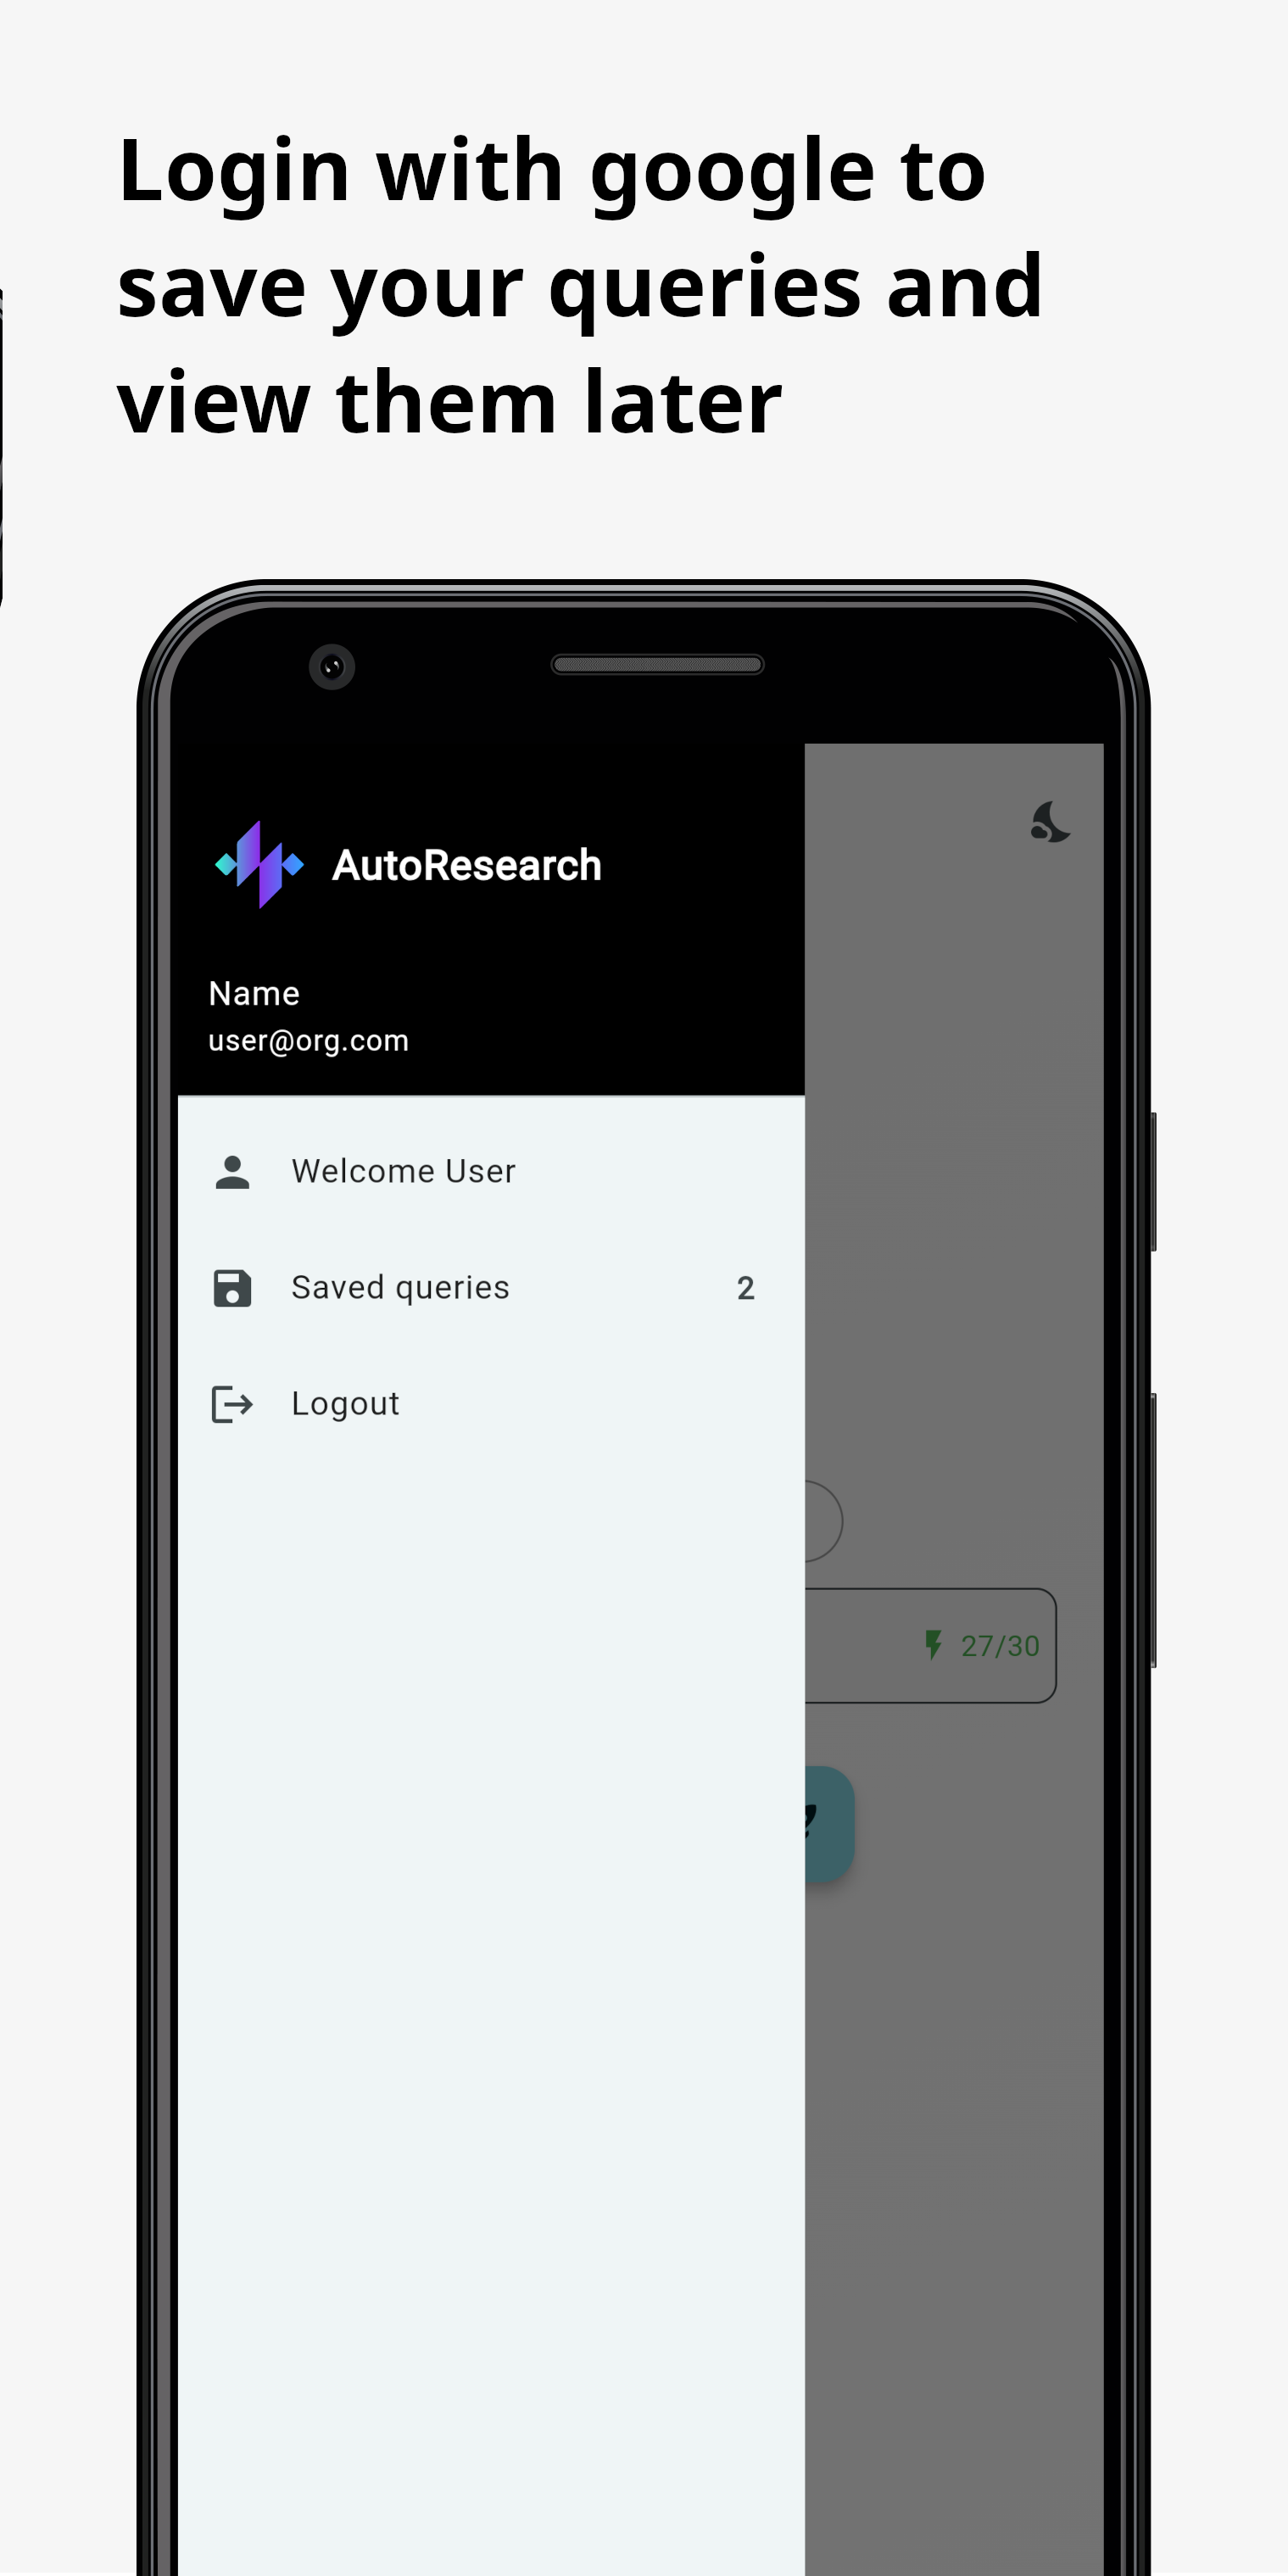 Login with google to
save your queries and
view them later
AutoResearch
Name
user@org.com
Welcome User
Saved queries 2
Logout
27/30